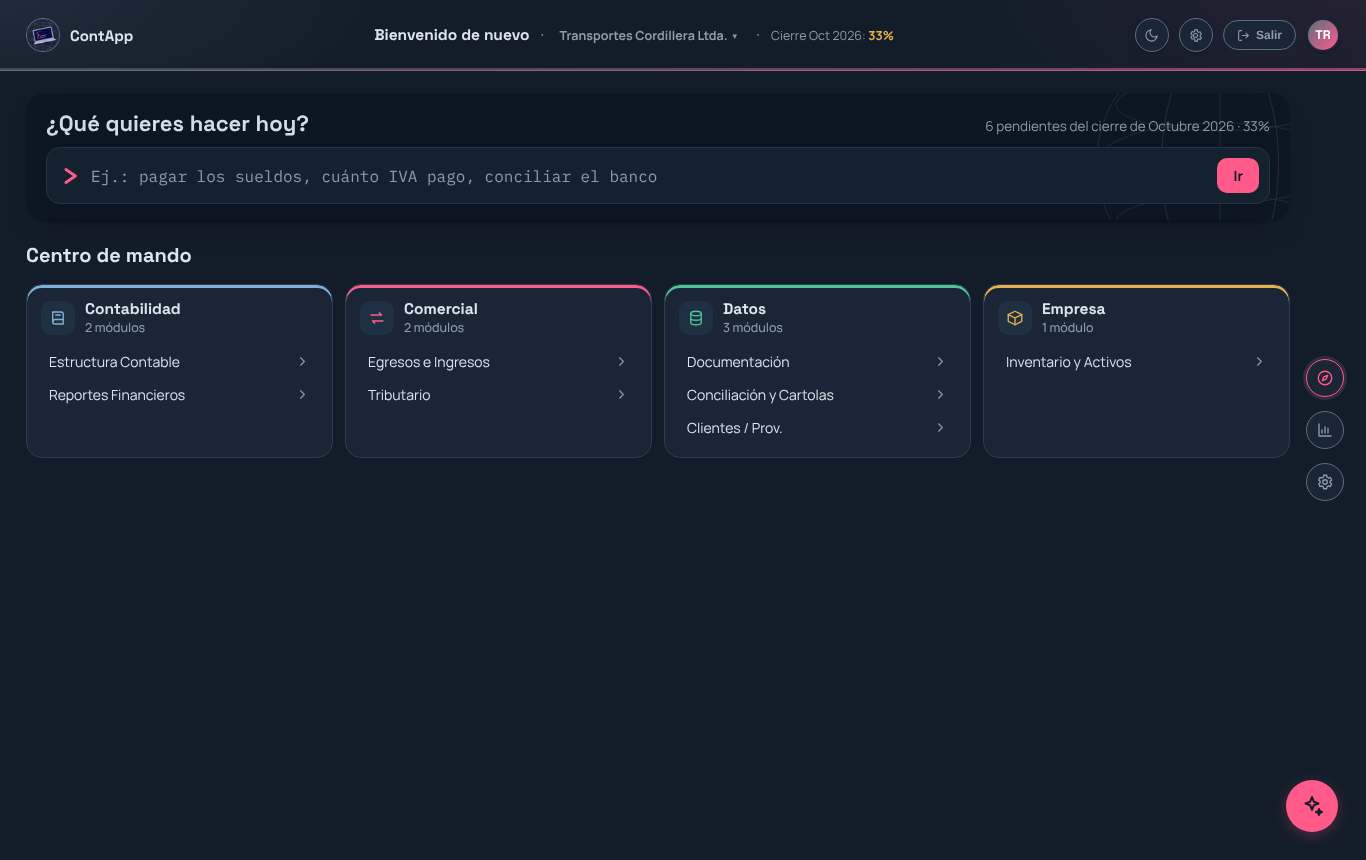 ContApp
Bienvenido de nuevo · Transportes Cordillera Ltda. ▾ · Cierre Oct 2026: 33%
Salir
TR
¿Qué quieres hacer hoy?
6 pendientes del cierre de Octubre 2026 · 33%
Ej.: pagar los sueldos, cuánto IVA pago, conciliar el banco
Ir
Centro de mando
Contabilidad
2 módulos
Estructura Contable
Reportes Financieros
Comercial
2 módulos
Egresos e Ingresos
Tributario
Datos
3 módulos
Documentación
Conciliación y Cartolas
Clientes / Prov.
Empresa
1 módulo
Inventario y Activos